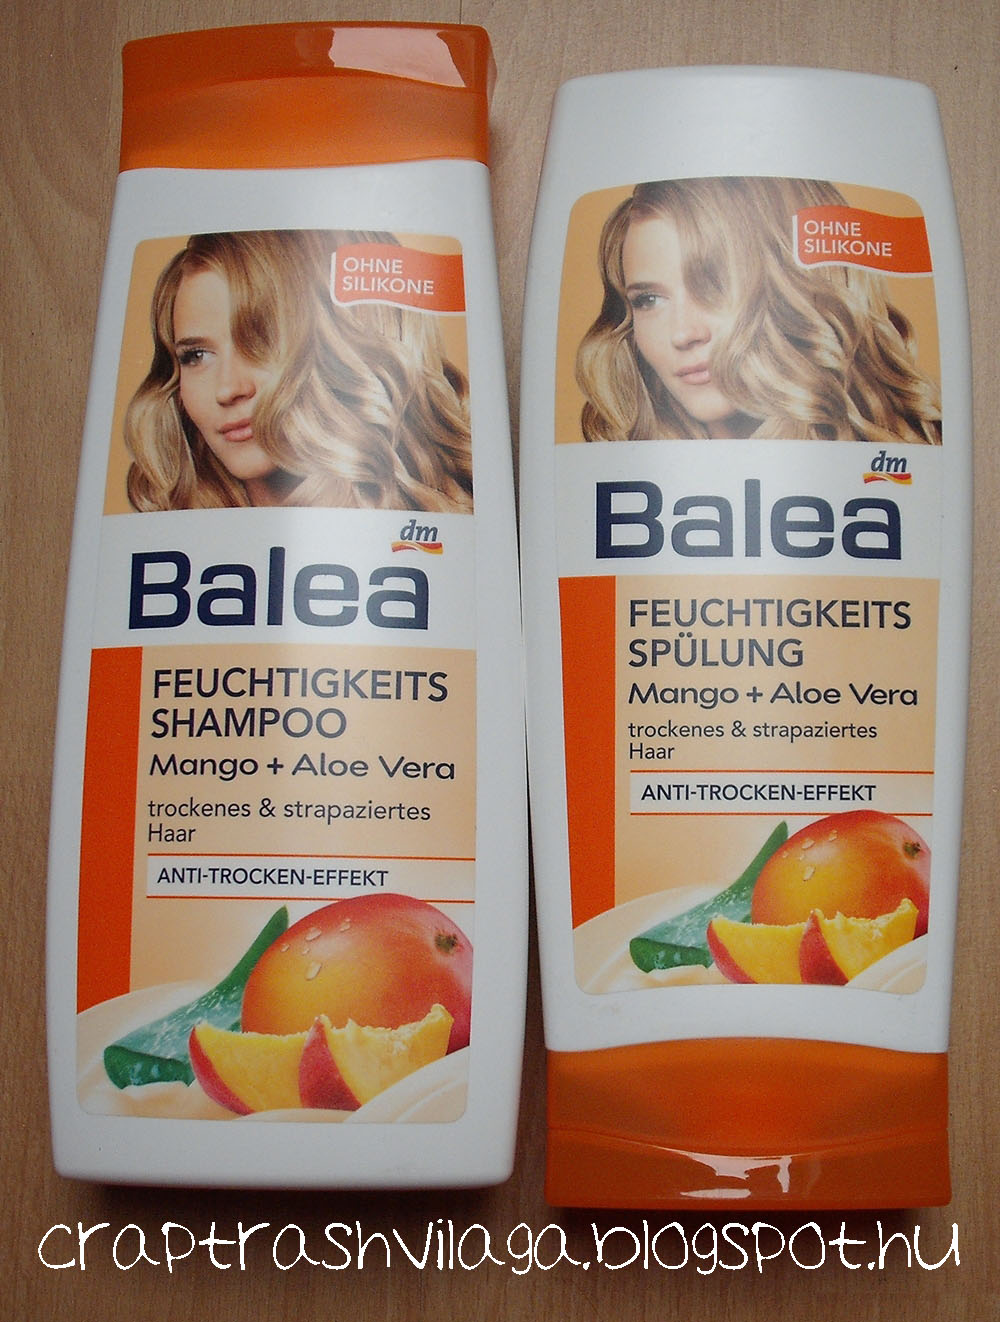 OHNE
SILIKONE
dm
Balea
FEUCHTIGKEITS
SHAMPOO
Mango + Aloe Vera
trockenes & strapaziertes
Haar
ANTI-TROCKEN-EFFEKT
OHNE
SILIKONE
dm
Balea
FEUCHTIGKEITS
SPÜLUNG
Mango + Aloe Vera
trockenes & strapaziertes
Haar
ANTI-TROCKEN-EFFEKT
craptrashvilaga.blogspot.hu